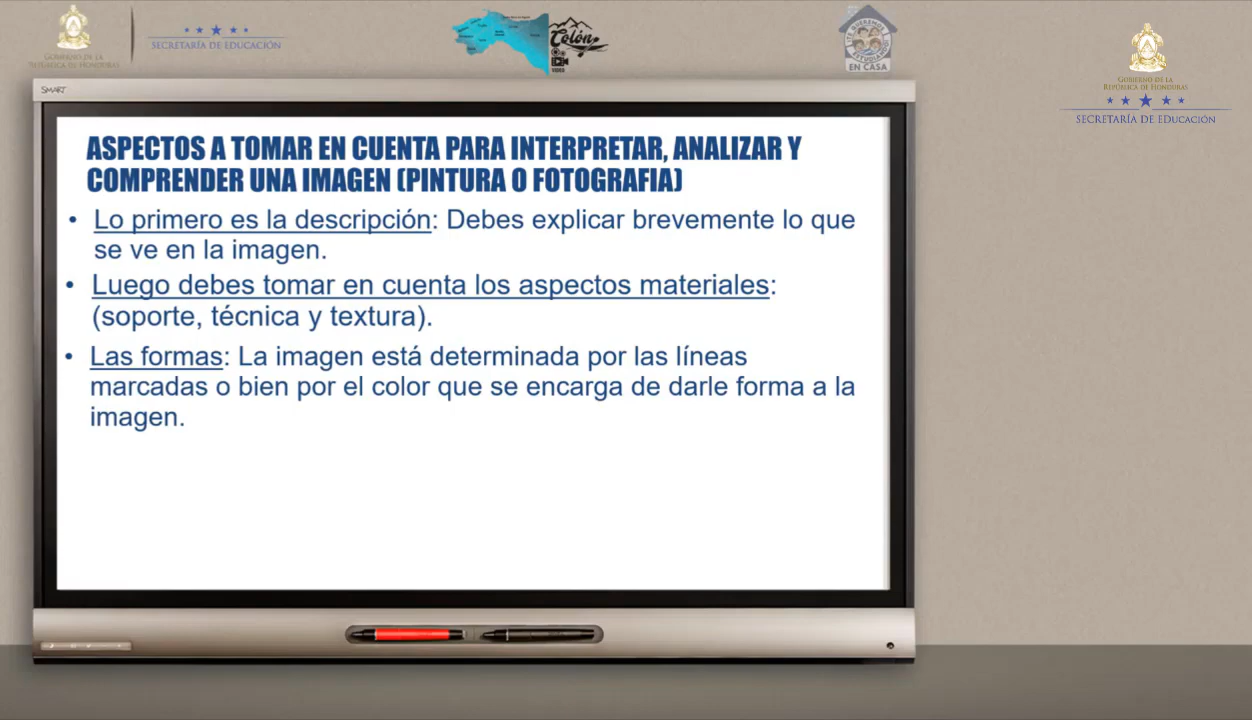 GOBIERNO DE LA
REPÚBLICA DE HONDURAS
SECRETARÍA DE EDUCACIÓN
Colón
VIDEO
TE QUEREMOS
ESTUDIANDO
EN CASA
GOBIERNO DE LA
REPÚBLICA DE HONDURAS
SECRETARÍA DE EDUCACIÓN
SMART
ASPECTOS A TOMAR EN CUENTA PARA INTERPRETAR, ANALIZAR Y
COMPRENDER UNA IMAGEN (PINTURA O FOTOGRAFIA)
• Lo primero es la descripción: Debes explicar brevemente lo que
se ve en la imagen.
• Luego debes tomar en cuenta los aspectos materiales:
(soporte, técnica y textura).
• Las formas: La imagen está determinada por las líneas
marcadas o bien por el color que se encarga de darle forma a la
imagen.